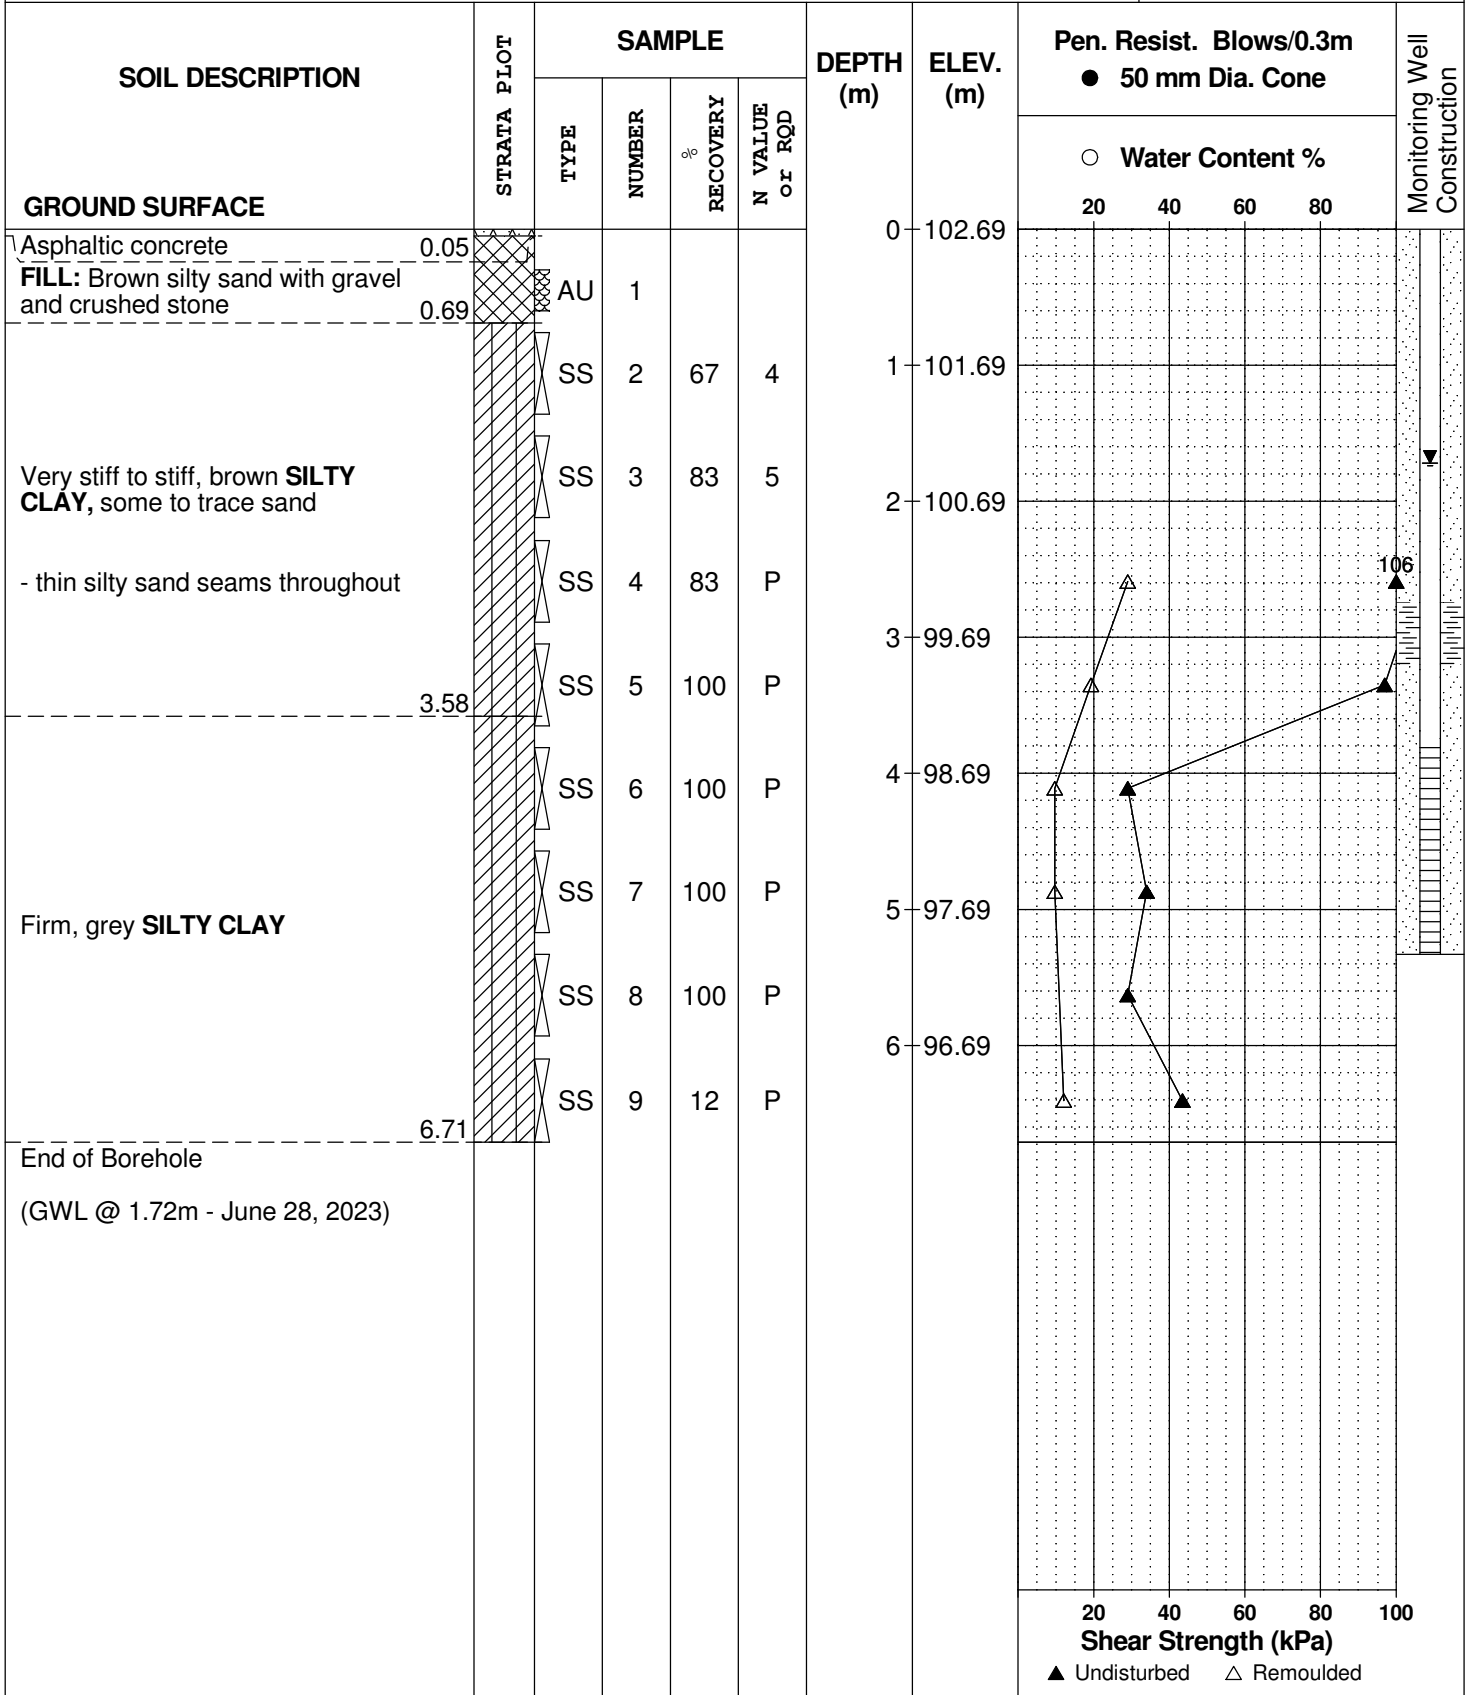 SOIL DESCRIPTION
GROUND SURFACE
STRATA PLOT
SAMPLE
TYPE
NUMBER
% RECOVERY
N VALUE
or RQD
DEPTH
(m)
ELEV.
(m)
Pen. Resist. Blows/0.3m
● 50 mm Dia. Cone
○ Water Content %
20 40 60 80
Monitoring Well
Construction
0 102.69
Asphaltic concrete 0.05
FILL: Brown silty sand with gravel
and crushed stone 0.69
AU 1
SS 2 67 4
1 101.69
Very stiff to stiff, brown SILTY
CLAY, some to trace sand
SS 3 83 5
2 100.69
- thin silty sand seams throughout
SS 4 83 P
106
3 99.69
SS 5 100 P
3.58
4 98.69
SS 6 100 P
SS 7 100 P
5 97.69
Firm, grey SILTY CLAY
SS 8 100 P
6 96.69
SS 9 12 P
6.71
End of Borehole
(GWL @ 1.72m - June 28, 2023)
20 40 60 80 100
Shear Strength (kPa)
▲ Undisturbed △ Remoulded